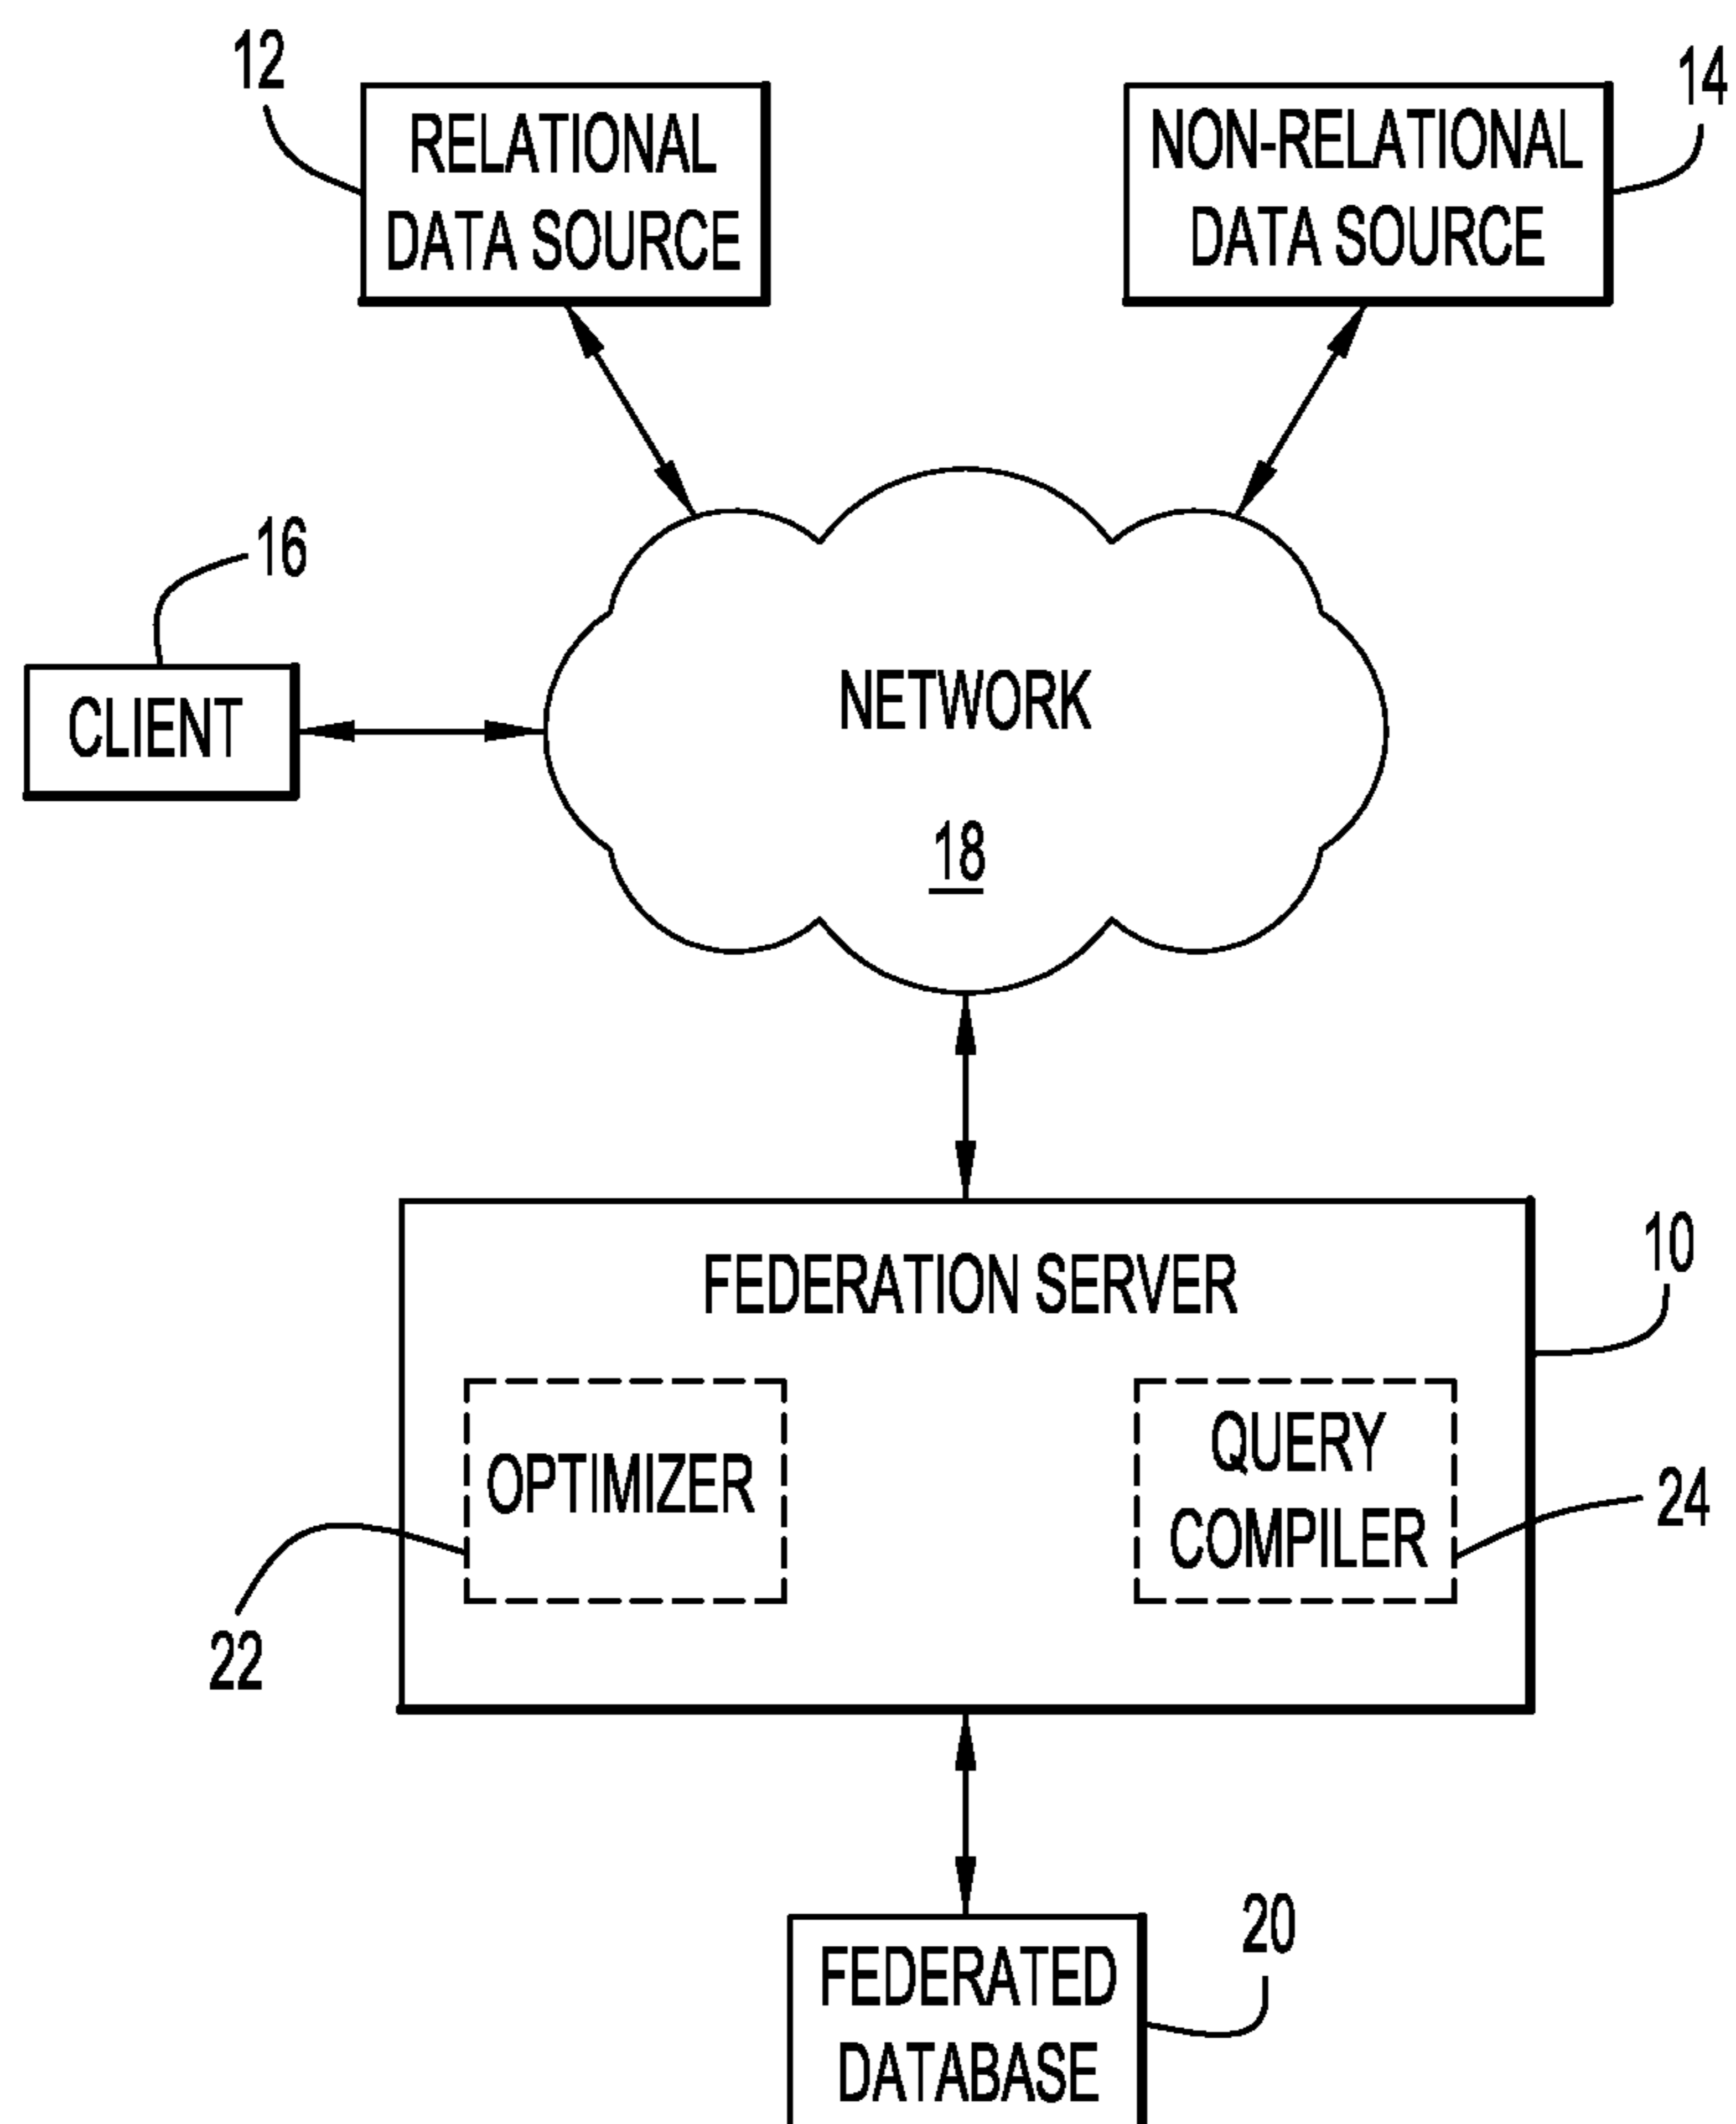 12
RELATIONAL
DATA SOURCE
NON-RELATIONAL
DATA SOURCE
14
16
CLIENT
NETWORK
18
FEDERATION SERVER
10
OPTIMIZER
QUERY
COMPILER
24
22
FEDERATED
DATABASE
20